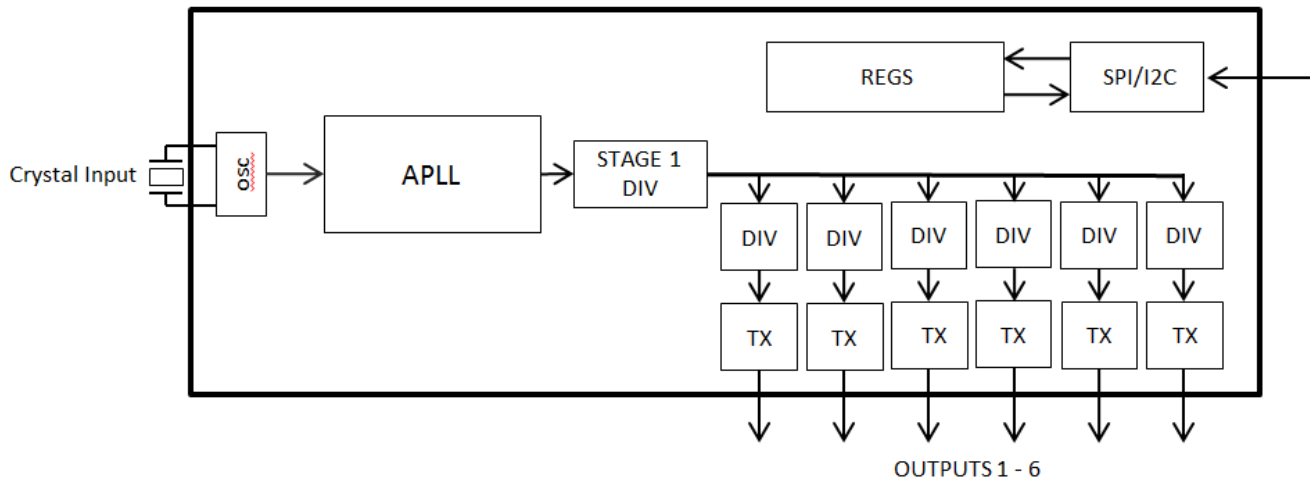 REGS
SPI/I2C
Crystal Input
OSC
APLL
STAGE 1
DIV
DIV
DIV
DIV
DIV
DIV
DIV
TX
TX
TX
TX
TX
TX
OUTPUTS 1 - 6